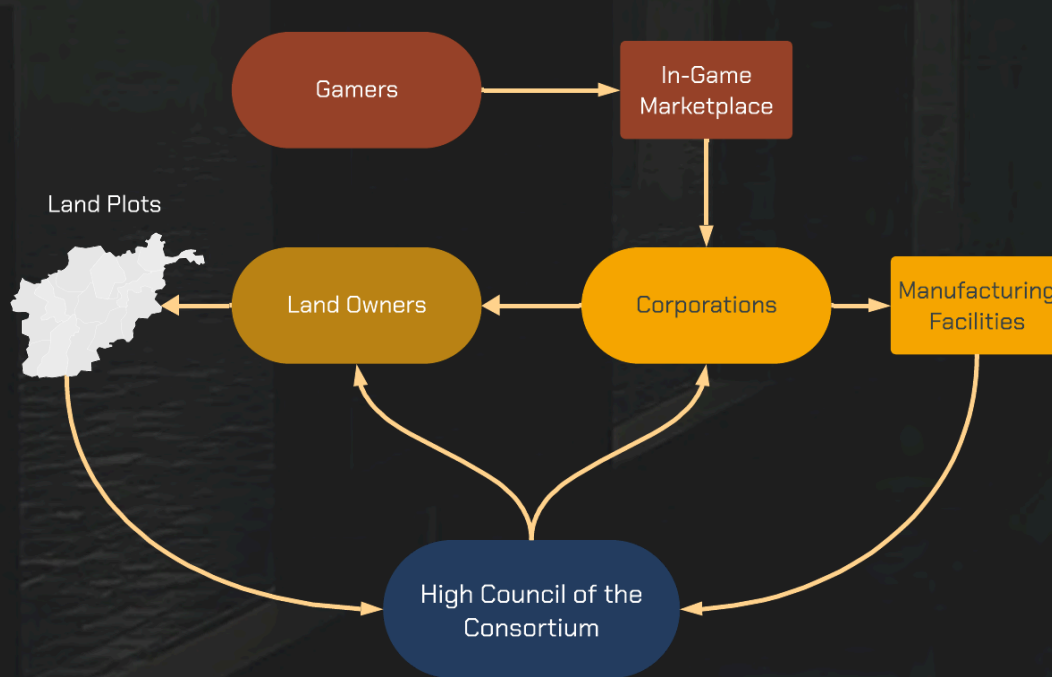 Gamers
In-Game
Marketplace
Land Plots
Land Owners
Corporations
Manufacturing
Facilities
High Council of the
Consortium